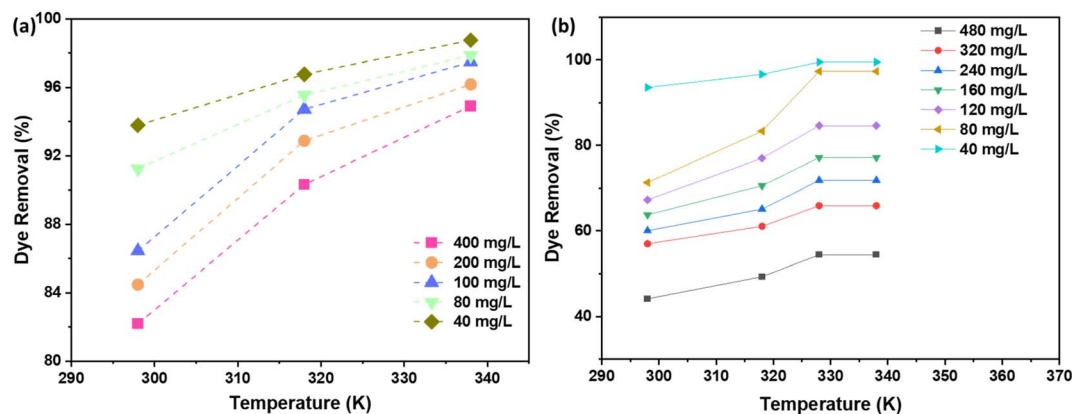 (a)
100
96
92
88
84
80
Dye Removal (%)
400 mg/L
200 mg/L
100 mg/L
80 mg/L
40 mg/L
290 300 310 320 330 340
Temperature (K)
(b)
100
80
60
40
Dye Removal (%)
480 mg/L
320 mg/L
240 mg/L
160 mg/L
120 mg/L
80 mg/L
40 mg/L
290 300 310 320 330 340 350 360 370
Temperature (K)